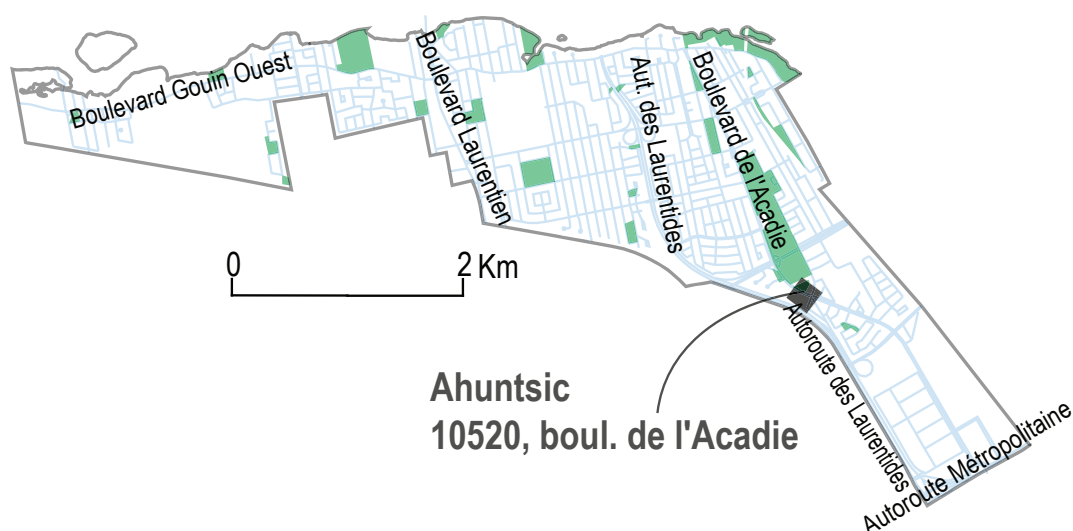 Boulevard Gouin Ouest
Boulevard Laurentien
Aut. des Laurentides
Boulevard de l'Acadie
0
2 Km
Ahuntsic
10520, boul. de l'Acadie
Autoroute des Laurentides
Autoroute Métropolitaine